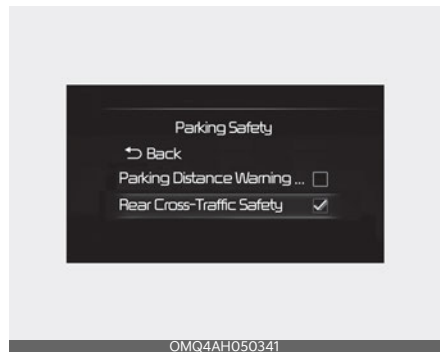 Parking Safety
Back
Parking Distance Warning ...
Rear Cross-Traffic Safety
OMQ4AH050341